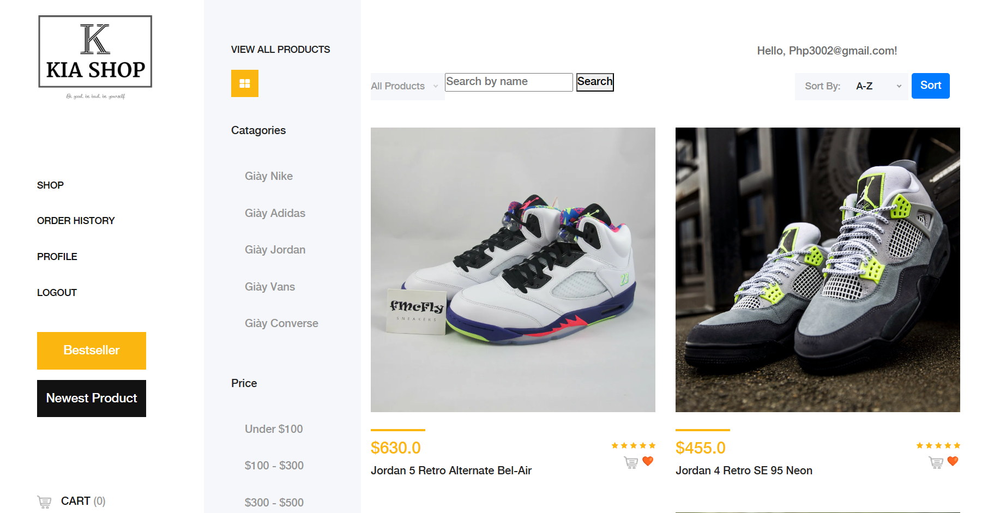 K
KIA SHOP
Be good, be bad, be yourself
SHOP
ORDER HISTORY
PROFILE
LOGOUT
Bestseller
Newest Product
CART (0)
VIEW ALL PRODUCTS
Catagories
Giày Nike
Giày Adidas
Giày Jordan
Giày Vans
Giày Converse
Price
Under $100
$100 - $300
$300 - $500
Hello, Php3002@gmail.com!
All Products
Search by name
Search
Sort By: A-Z
Sort
23
fmcFly
SNEAKERS
$630.0
Jordan 5 Retro Alternate Bel-Air
$455.0
Jordan 4 Retro SE 95 Neon